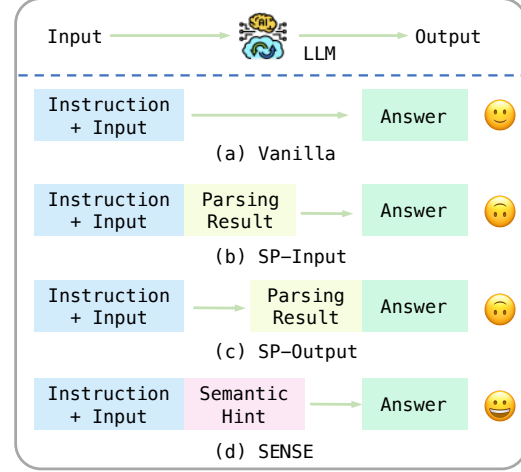 Input
AI
LLM
Output
Instruction
+ Input
Answer
(a) Vanilla
Instruction
+ Input
Parsing
Result
Answer
(b) SP-Input
Instruction
+ Input
Parsing
Result
Answer
(c) SP-Output
Instruction
+ Input
Semantic
Hint
Answer
(d) SENSE